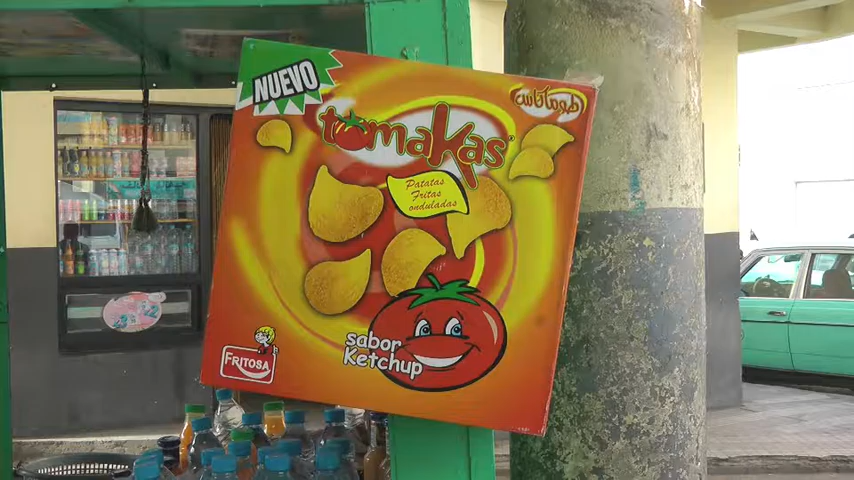 NUEVO
طوماكاس
tomakas
Patatas
Fritas
onduladas
sabor
Ketchup
FRITOSA